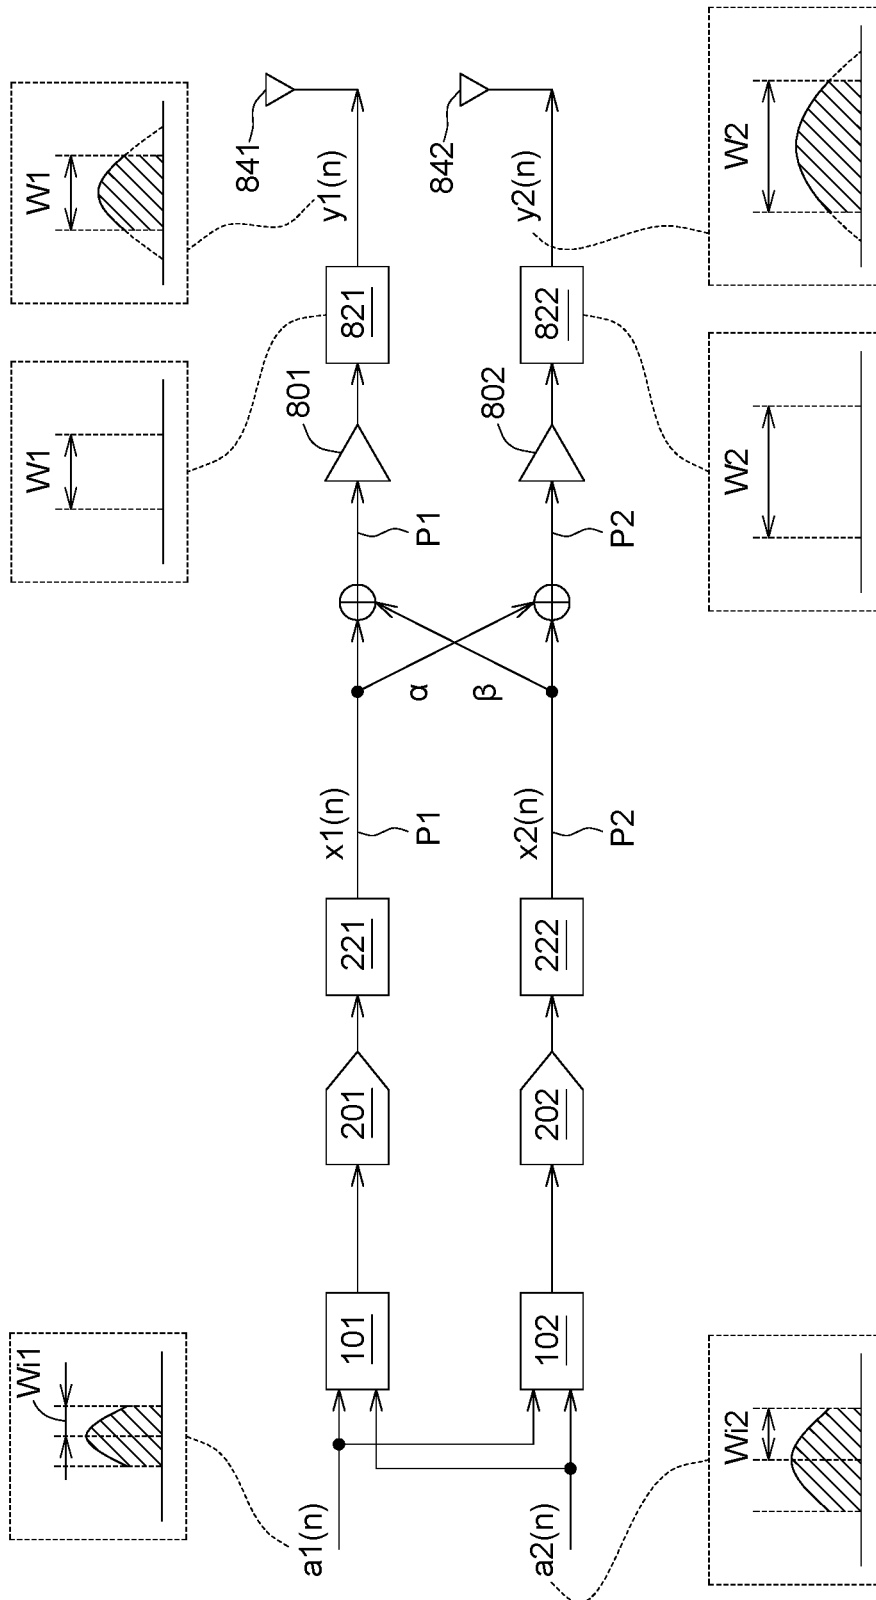 Wi1
W1
W1
a1(n)
101
201
221
x1(n)
P1
P1
801
821
y1(n)
841
α
β
a2(n)
102
202
222
x2(n)
P2
P2
802
822
y2(n)
842
Wi2
W2
W2